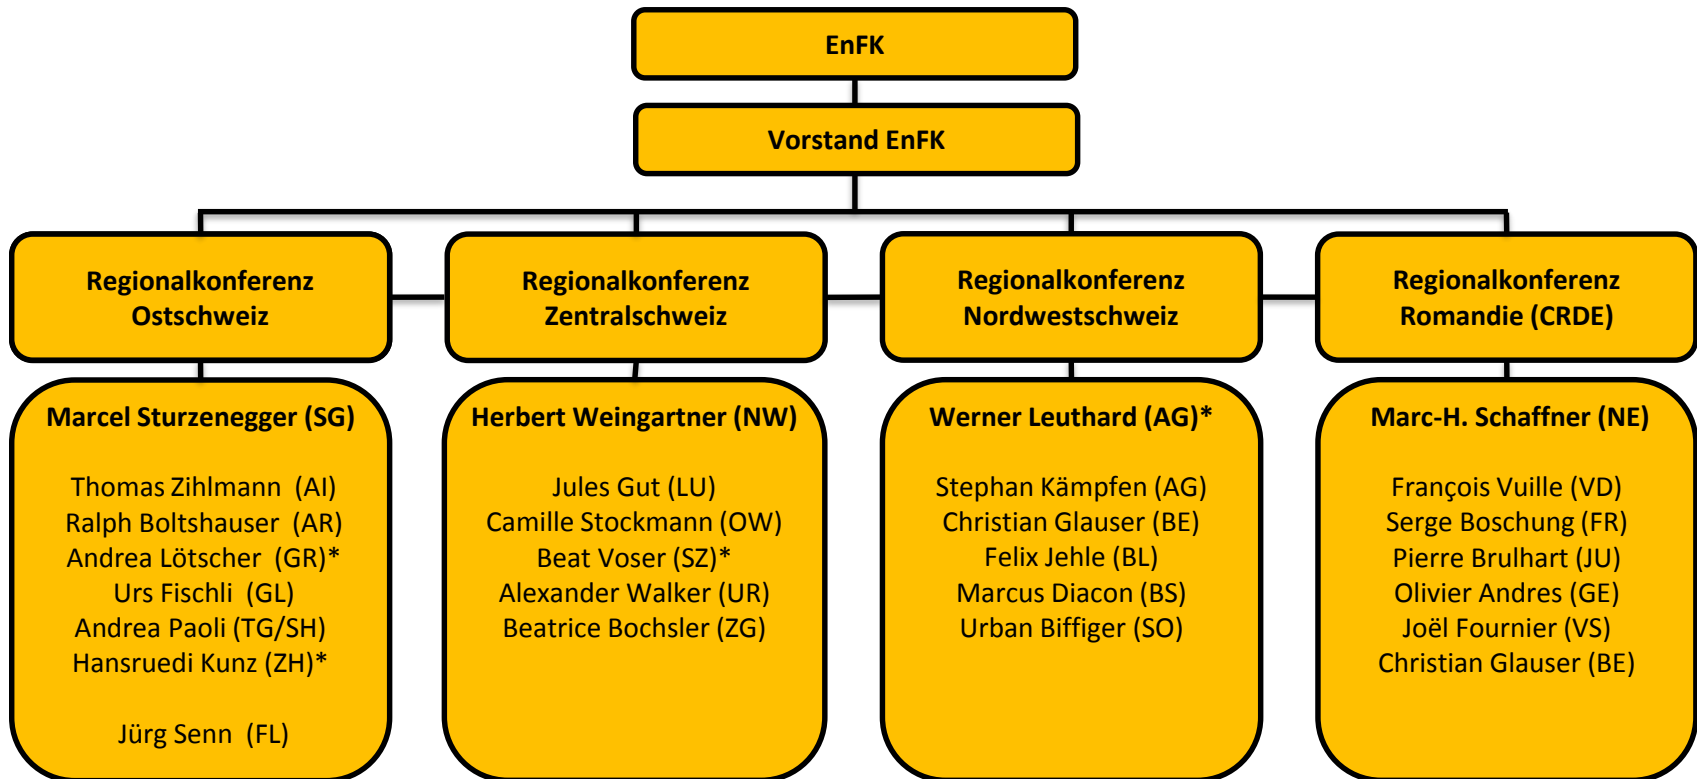 EnFK
Vorstand EnFK
Regionalkonferenz
Ostschweiz
Regionalkonferenz
Zentralschweiz
Regionalkonferenz
Nordwestschweiz
Regionalkonferenz
Romandie (CRDE)
Marcel Sturzenegger (SG)
Thomas Zihlmann (AI)
Ralph Boltshauser (AR)
Andrea Lötscher (GR)*
Urs Fischli (GL)
Andrea Paoli (TG/SH)
Hansruedi Kunz (ZH)*
Jürg Senn (FL)
Herbert Weingartner (NW)
Jules Gut (LU)
Camille Stockmann (OW)
Beat Voser (SZ)*
Alexander Walker (UR)
Beatrice Bochsler (ZG)
Werner Leuthard (AG)*
Stephan Kämpfen (AG)
Christian Glauser (BE)
Felix Jehle (BL)
Marcus Diacon (BS)
Urban Biffiger (SO)
Marc-H. Schaffner (NE)
François Vuille (VD)
Serge Boschung (FR)
Pierre Brulhart (JU)
Olivier Andres (GE)
Joël Fournier (VS)
Christian Glauser (BE)